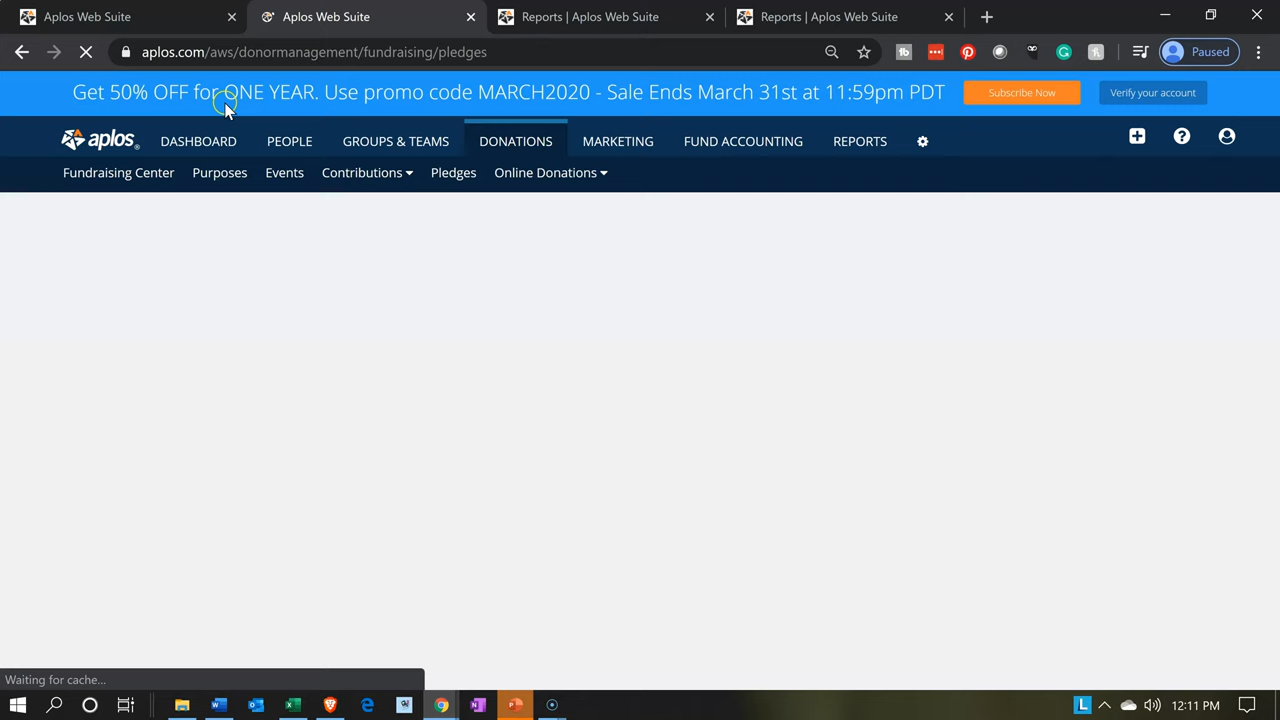 Aplos Web Suite
Aplos Web Suite
Reports | Aplos Web Suite
Reports | Aplos Web Suite
aplos.com/aws/donormanagement/fundraising/pledges
Paused
Get 50% OFF for ONE YEAR. Use promo code MARCH2020 - Sale Ends March 31st at 11:59pm PDT
Subscribe Now
Verify your account
aplos
DASHBOARD
PEOPLE
GROUPS & TEAMS
DONATIONS
MARKETING
FUND ACCOUNTING
REPORTS
Fundraising Center
Purposes
Events
Contributions
Pledges
Online Donations
Waiting for cache...
12:11 PM